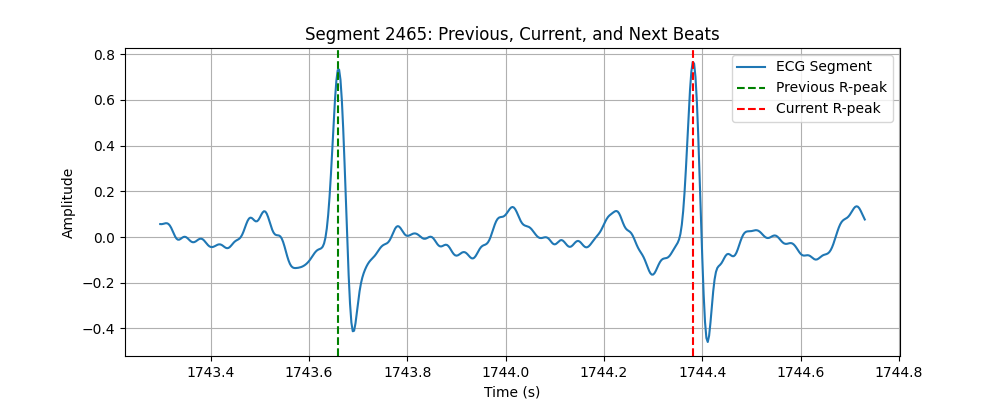 Segment 2465: Previous, Current, and Next Beats
0.8
0.6
0.4
0.2
0.0
−0.2
−0.4
Amplitude
ECG Segment
Previous R-peak
Current R-peak
1743.4 1743.6 1743.8 1744.0 1744.2 1744.4 1744.6 1744.8
Time (s)